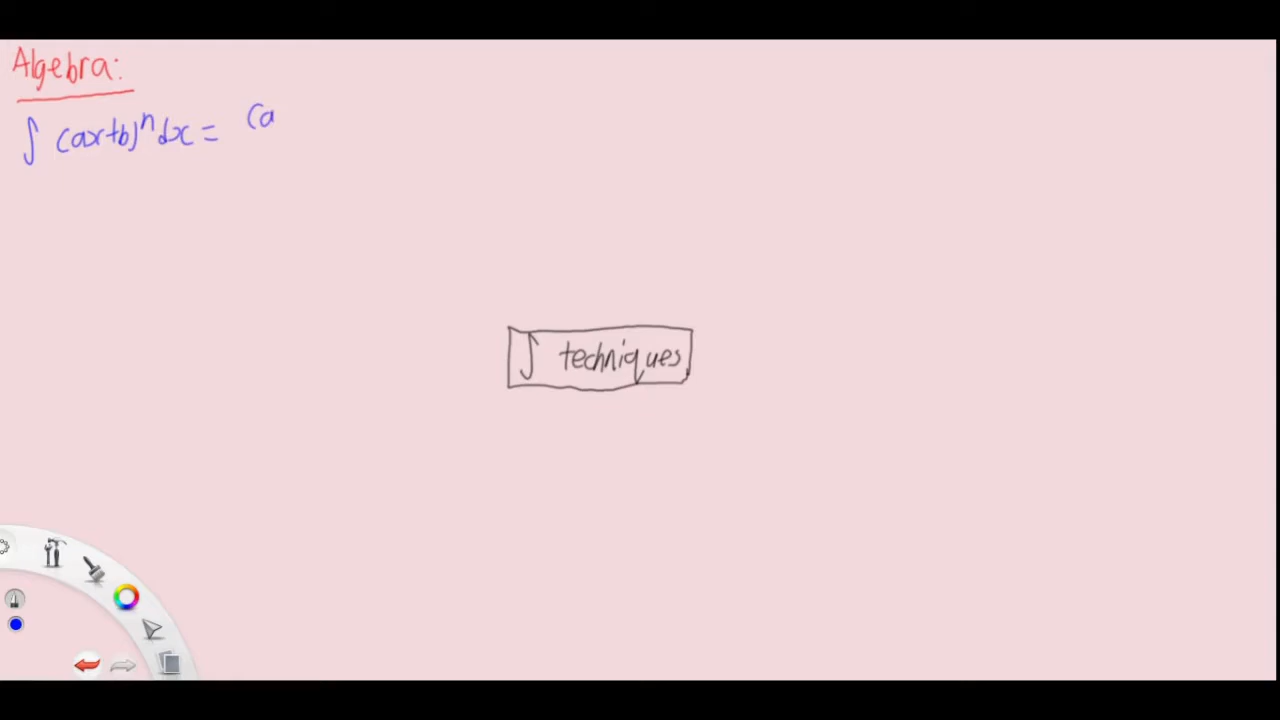 Algebra:
∫ (ax+b)^n dx = (a
∫ techniques